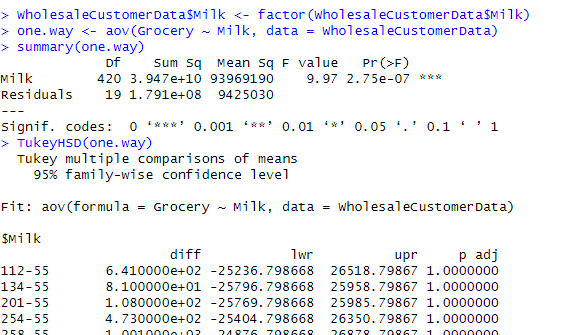 > WholesaleCustomerData$Milk <- factor(WholesaleCustomerData$Milk)
> one.way <- aov(Grocery ~ Milk, data = WholesaleCustomerData)
> summary(one.way)
Df Sum Sq Mean Sq F value Pr(>F)
Milk 420 3.947e+10 93969190 9.97 2.75e-07 ***
Residuals 19 1.791e+08 9425030
---
Signif. codes: 0 ‘***’ 0.001 ‘**’ 0.01 ‘*’ 0.05 ‘.’ 0.1 ‘ ’ 1
> TukeyHSD(one.way)
Tukey multiple comparisons of means
95% family-wise confidence level
Fit: aov(formula = Grocery ~ Milk, data = WholesaleCustomerData)
$Milk
diff lwr upr p adj
112-55 6.410000e+02 -25236.798668 26518.79867 1.0000000
134-55 8.100000e+01 -25796.798668 25958.79867 1.0000000
201-55 1.080000e+02 -25769.798668 25985.79867 1.0000000
254-55 4.730000e+02 -25404.798668 26350.79867 1.0000000
258-55 1.001000e+03 -24876.798668 26878.79867 1.0000000